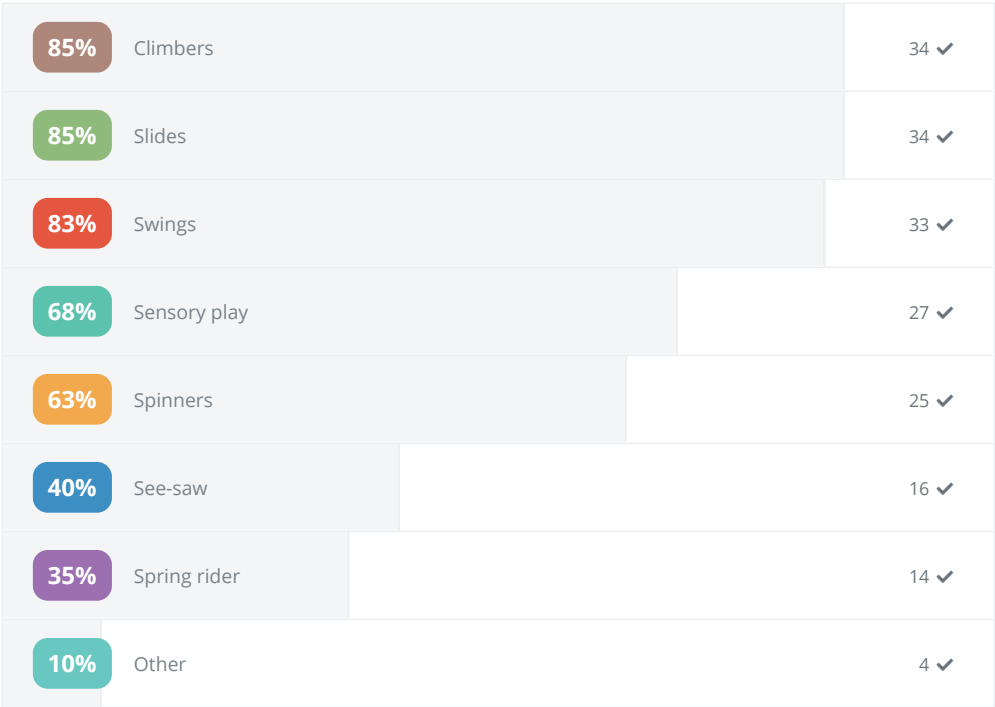 85% Climbers 34
85% Slides 34
83% Swings 33
68% Sensory play 27
63% Spinners 25
40% See-saw 16
35% Spring rider 14
10% Other 4